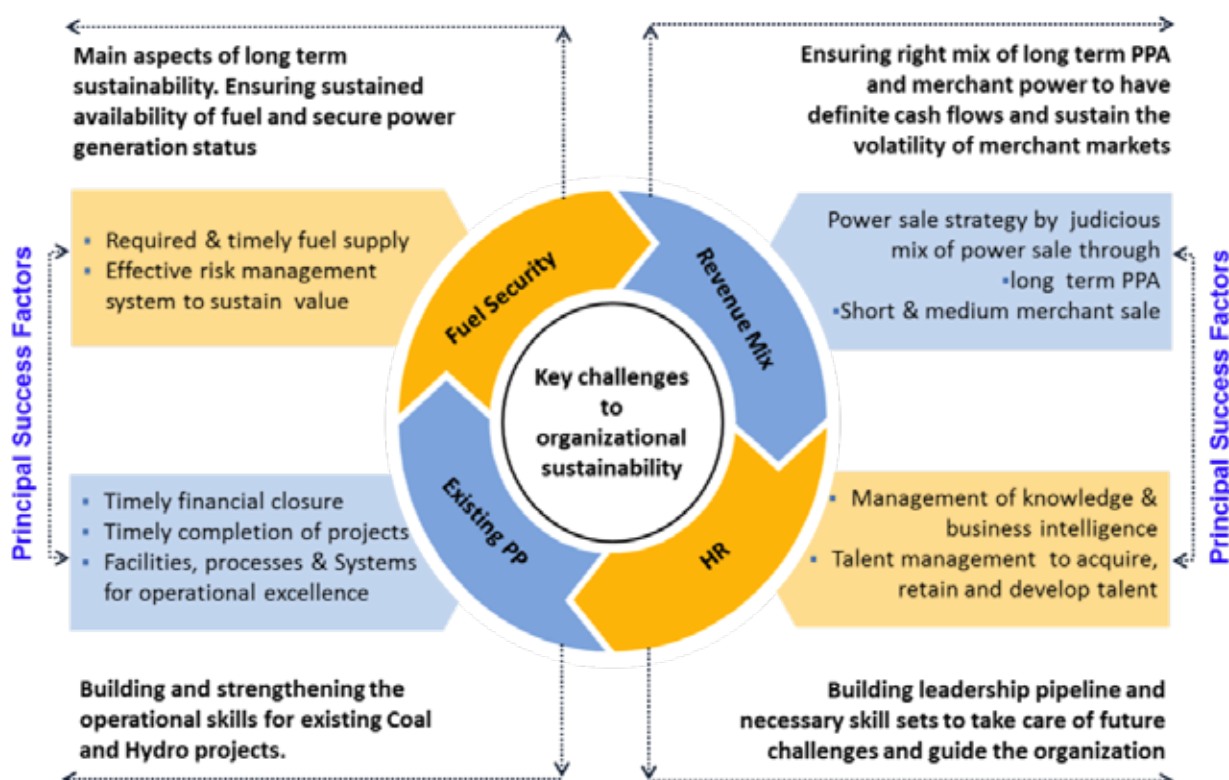 Main aspects of long term
sustainability. Ensuring sustained
availability of fuel and secure power
generation status
Ensuring right mix of long term PPA
and merchant power to have
definite cash flows and sustain the
volatility of merchant markets
Principal Success Factors
▪ Required & timely fuel supply
▪ Effective risk management
system to sustain value
Fuel Security
Revenue Mix
Power sale strategy by judicious
mix of power sale through
▪long term PPA
▪Short & medium merchant sale
Principal Success Factors
Key challenges
to
organizational
sustainability
▪ Timely financial closure
▪ Timely completion of projects
▪ Facilities, processes & Systems
for operational excellence
Existing PP
HR
▪ Management of knowledge &
business intelligence
▪ Talent management to acquire,
retain and develop talent
Building and strengthening the
operational skills for existing Coal
and Hydro projects.
Building leadership pipeline and
necessary skill sets to take care of future
challenges and guide the organization